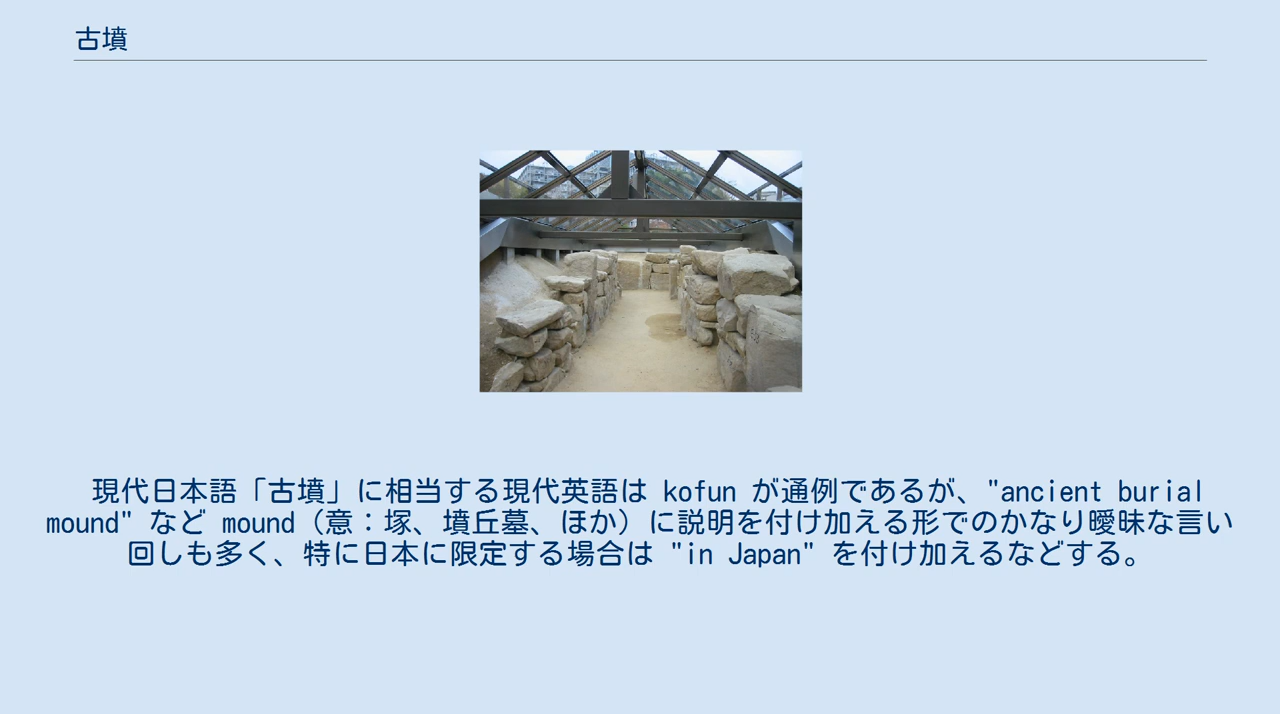 古墳
現代日本語「古墳」に相当する現代英語は kofun が通例であるが、"ancient burial
mound" など mound（意：塚、墳丘墓、ほか）に説明を付け加える形でのかなり曖昧な言い
回しも多く、特に日本に限定する場合は "in Japan" を付け加えるなどする。